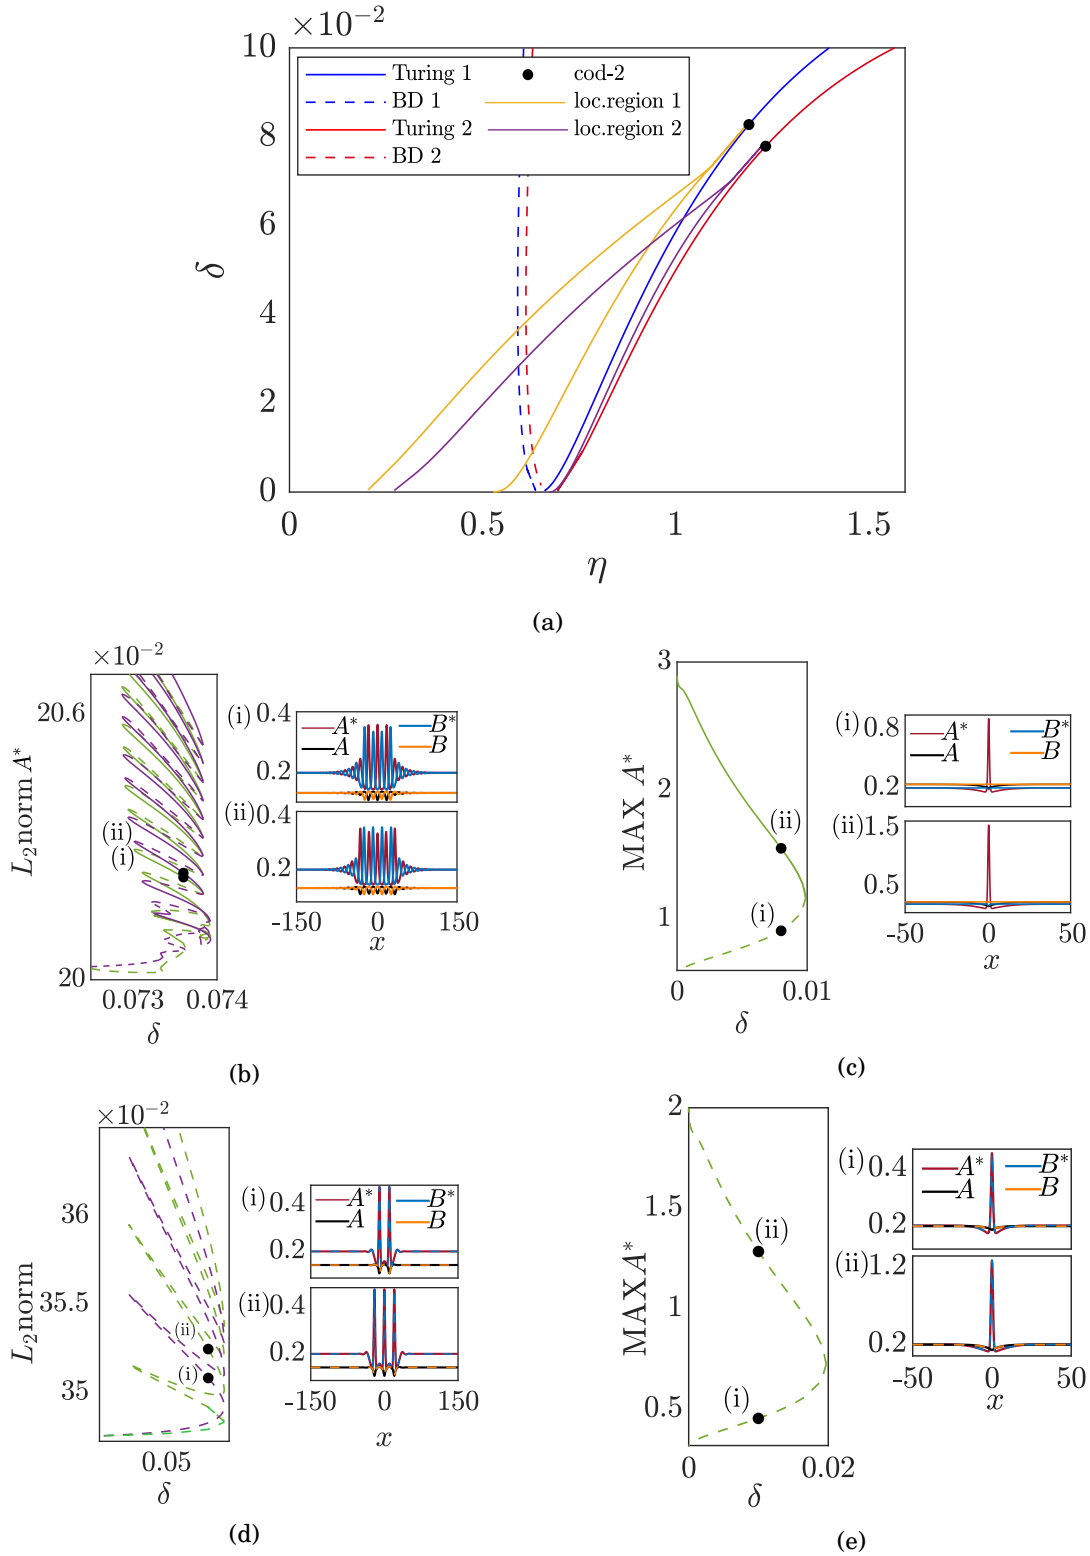 ×10⁻²
10
8
6
4
2
0
δ
Turing 1
BD 1
Turing 2
BD 2
cod-2
loc.region 1
loc.region 2
0 0.5 1 1.5
η
(a)
×10⁻²
20.6
20
L₂norm A*
(ii)
(i)
0.073 0.074
δ
(i) 0.4
0.2
A* B*
A B
(ii)
0.2
-150 0 150
x
(b)
3
2
1
MAX A*
(ii)
(i)
0 0.01
δ
(i) 0.8
0.2
A* B*
A B
(ii) 1.5
0.5
-50 0 50
x
(c)
×10⁻²
36
35.5
35
L₂norm
(ii)
(i)
0.05
δ
(i) 0.4
0.2
A* B*
A B
(ii) 0.4
0.2
-150 0 150
x
(d)
2
1.5
1
0.5
MAXA*
(ii)
(i)
0 0.02
δ
(i) 0.4
0.2
A* B*
A B
(ii) 1.2
0.2
-50 0 50
x
(e)